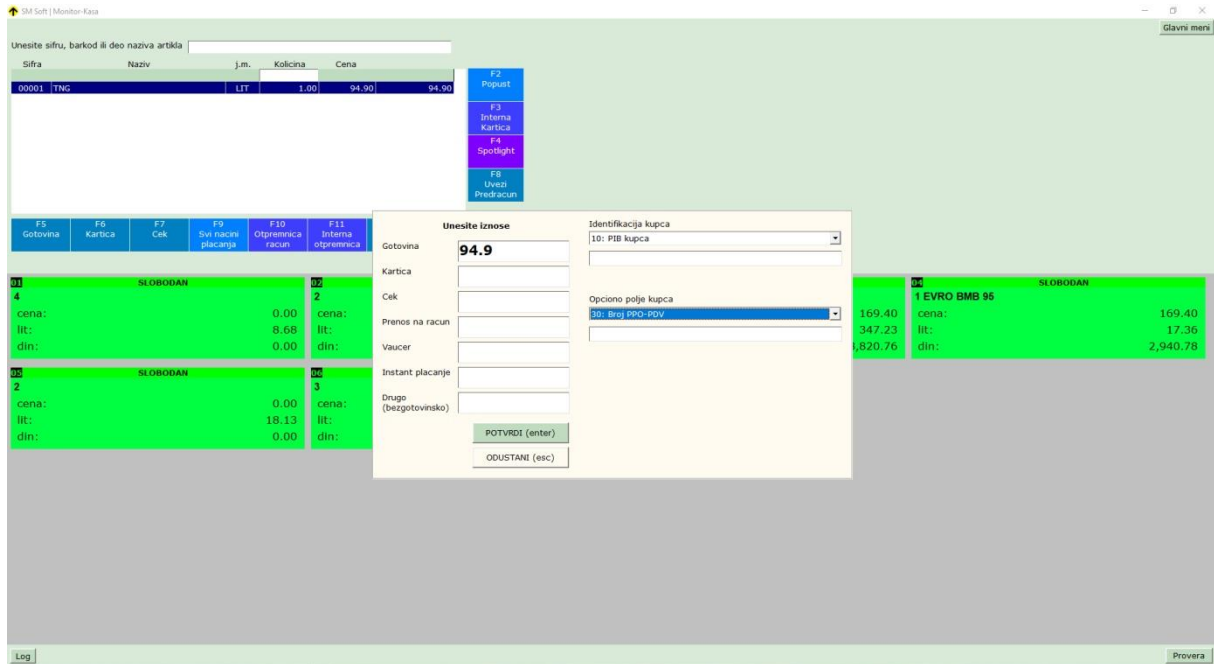 SM Soft | Monitor-Kasa
Glavni meni
Unesite sifru, barkod ili deo naziva artikla
Sifra Naziv j.m. Kolicina Cena
00001 TNG LIT 1.00 94.90 94.90
F2
Popust
F3
Interna
Kartica
F4
Spotlight
F8
Uvezi
Predracun
F5
Gotovina
F6
Kartica
F7
Cek
F9
Svi nacini
placanja
F10
Otpremnica
racun
F11
Interna
otpremnica
Unesite iznose
Gotovina 94.9
Kartica
Cek
Prenos na racun
Vaucer
Instant placanje
Drugo
(bezgotovinsko)
POTVRDI (enter)
ODUSTANI (esc)
Identifikacija kupca
10: PIB kupca
Opciono polje kupca
30: Broj PPO-PDV
01 SLOBODAN
4
cena: 0.00
lit: 8.68
din: 0.00
02
2
cena:
lit:
din:
169.40
347.23
,820.76
04 SLOBODAN
1 EVRO BMB 95
cena: 169.40
lit: 17.36
din: 2,940.78
05 SLOBODAN
2
cena: 0.00
lit: 18.13
din: 0.00
06
3
cena:
lit:
din:
Log
Provera